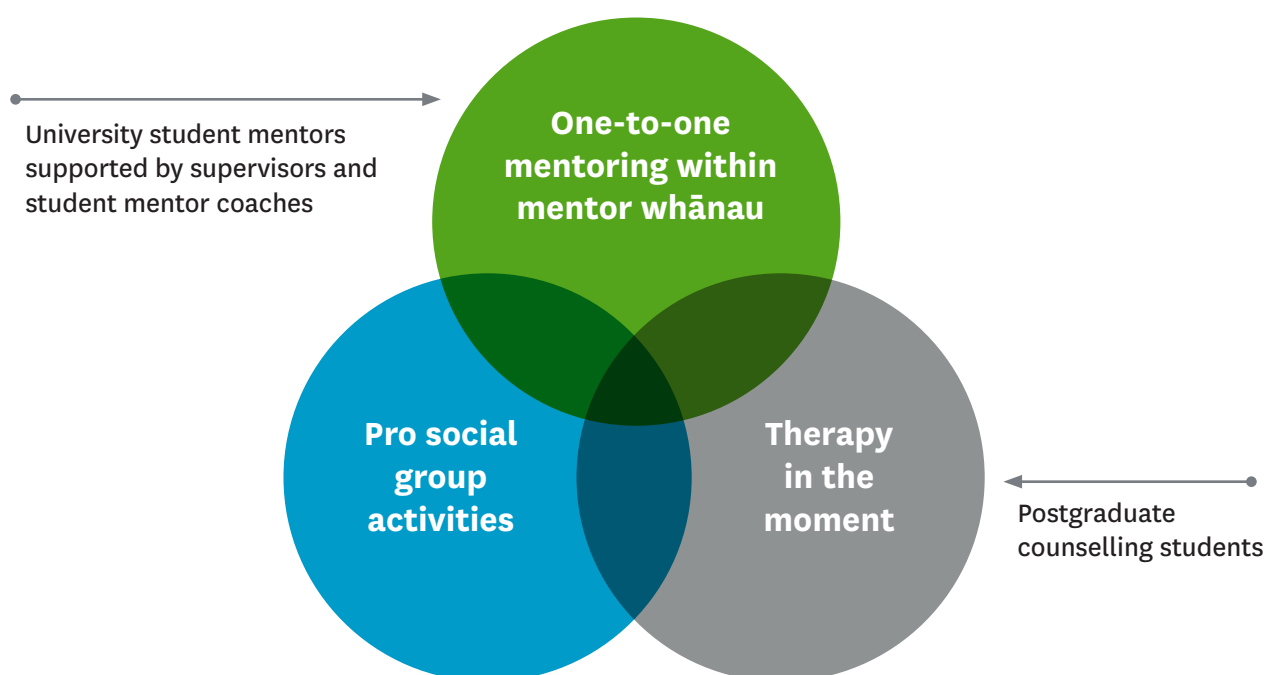 University student mentors
supported by supervisors and
student mentor coaches
One-to-one
mentoring within
mentor whānau
Pro social
group
activities
Therapy
in the
moment
Postgraduate
counselling students